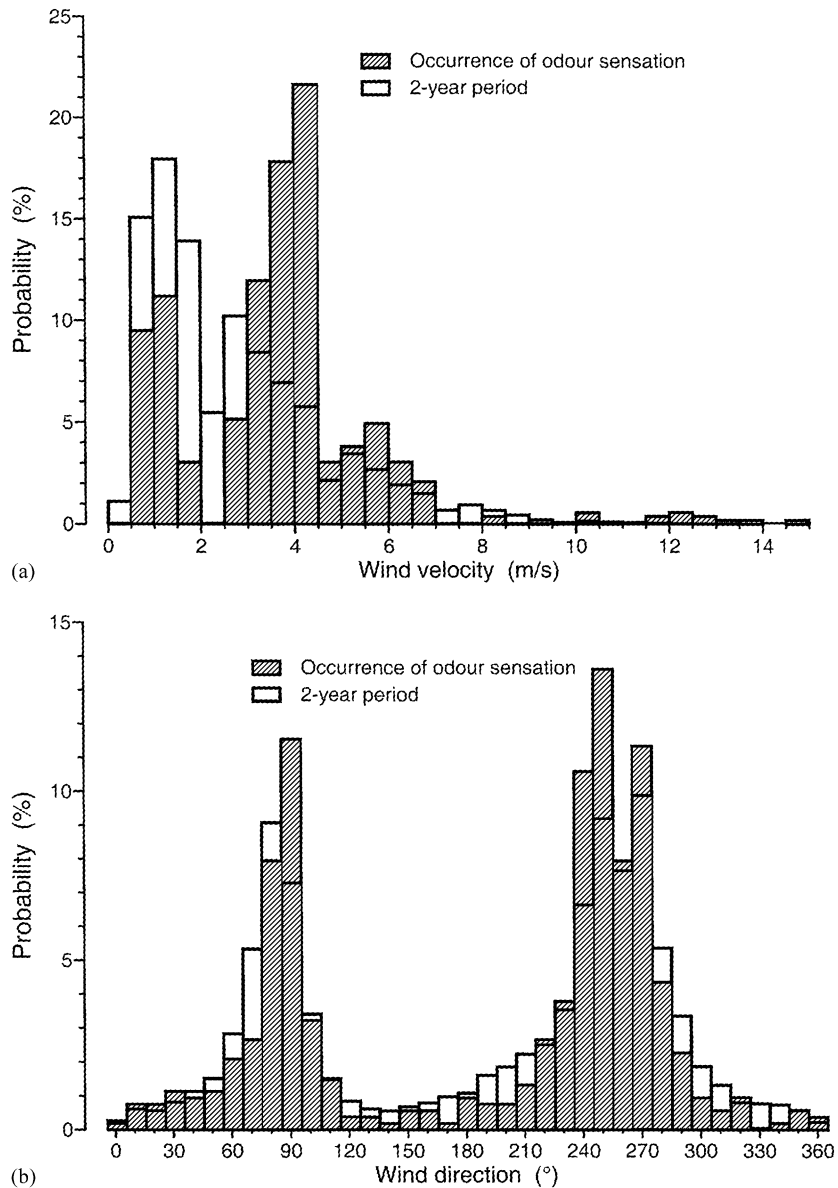 25
20
15
10
5
0
Probability (%)
Occurrence of odour sensation
2-year period
0 2 4 6 8 10 12 14
Wind velocity (m/s)
(a)
15
10
5
0
Probability (%)
Occurrence of odour sensation
2-year period
0 30 60 90 120 150 180 210 240 270 300 330 360
Wind direction (°)
(b)